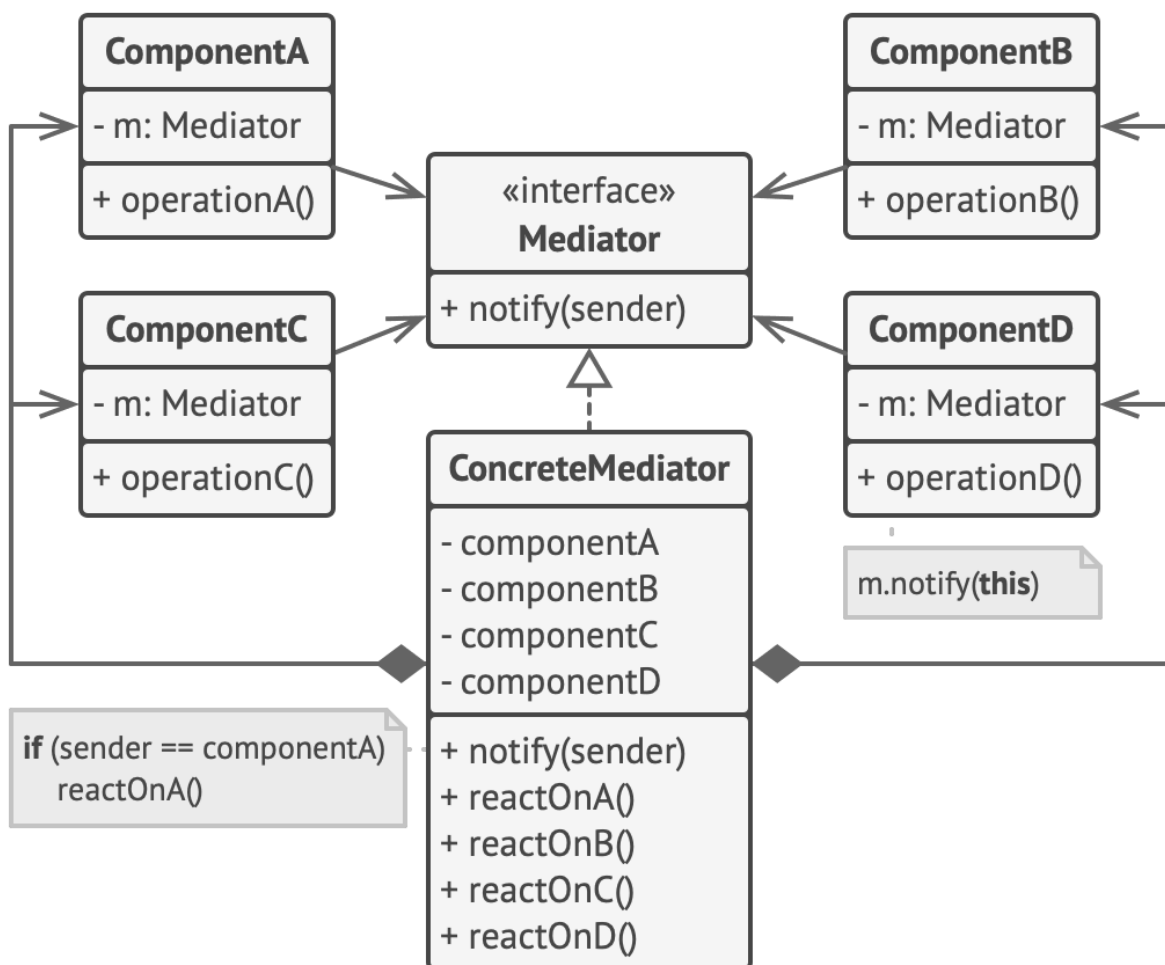 ComponentA
- m: Mediator
+ operationA()
ComponentB
- m: Mediator
+ operationB()
«interface»
Mediator
+ notify(sender)
ComponentC
- m: Mediator
+ operationC()
ComponentD
- m: Mediator
+ operationD()
m.notify(this)
ConcreteMediator
- componentA
- componentB
- componentC
- componentD
+ notify(sender)
+ reactOnA()
+ reactOnB()
+ reactOnC()
+ reactOnD()
if (sender == componentA)
reactOnA()